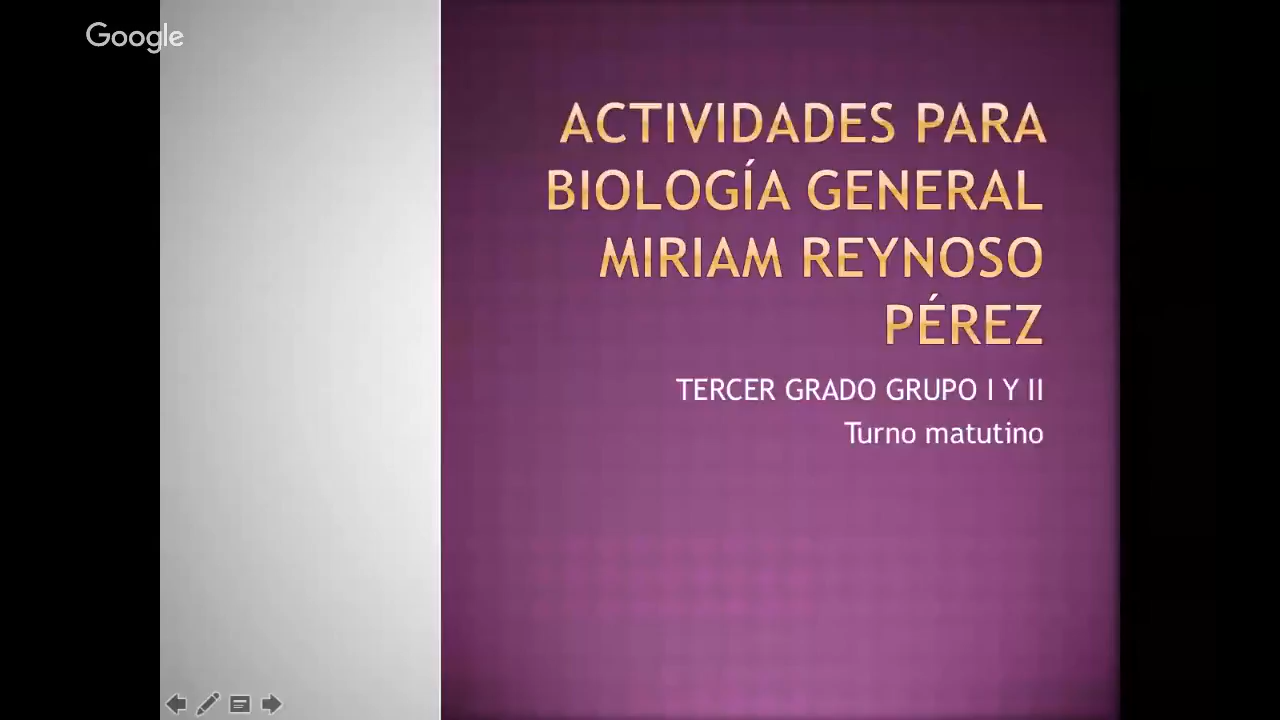 Google
ACTIVIDADES PARA
BIOLOGÍA GENERAL
MIRIAM REYNOSO
PÉREZ
TERCER GRADO GRUPO I Y II
Turno matutino